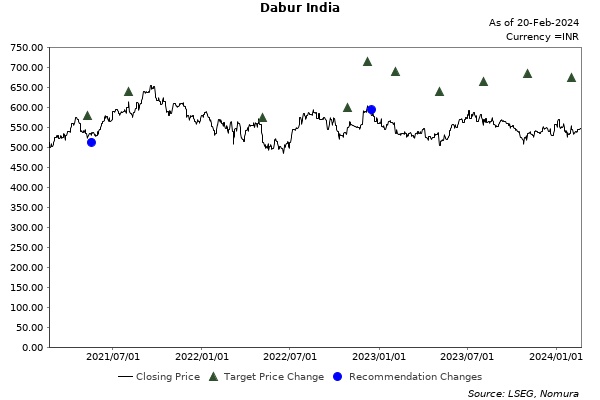 Dabur India
As of 20-Feb-2024
Currency =INR
750.00
700.00
650.00
600.00
550.00
500.00
450.00
400.00
350.00
300.00
250.00
200.00
150.00
100.00
50.00
0.00
2021/07/01 2022/01/01 2022/07/01 2023/01/01 2023/07/01 2024/01/01
Closing Price Target Price Change Recommendation Changes
Source: LSEG, Nomura